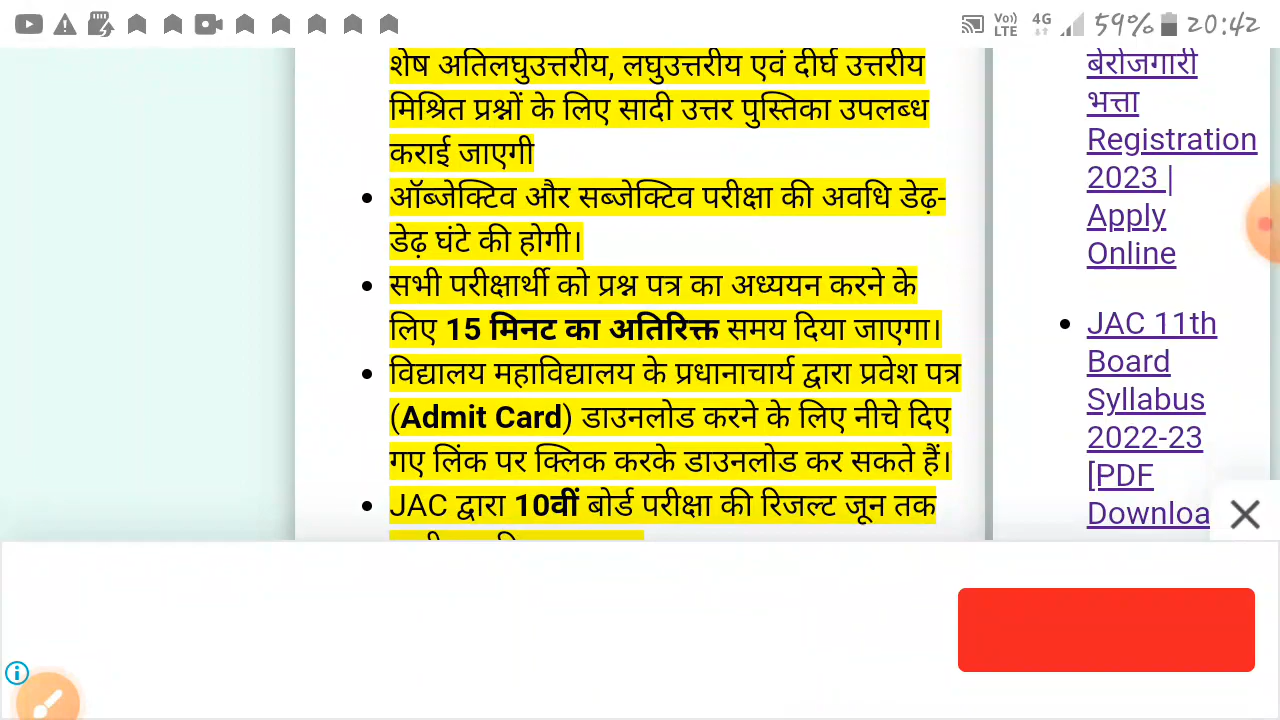 Vo)) LTE 4G 59% 20:42
शेष अतिलघुउत्तरीय, लघुउत्तरीय एवं दीर्घ उत्तरीय
मिश्रित प्रश्नों के लिए सादी उत्तर पुस्तिका उपलब्ध
कराई जाएगी
ऑब्जेक्टिव और सब्जेक्टिव परीक्षा की अवधि डेढ़-
डेढ़ घंटे की होगी।
सभी परीक्षार्थी को प्रश्न पत्र का अध्ययन करने के
लिए 15 मिनट का अतिरिक्त समय दिया जाएगा।
विद्यालय महाविद्यालय के प्रधानाचार्य द्वारा प्रवेश पत्र
(Admit Card) डाउनलोड करने के लिए नीचे दिए
गए लिंक पर क्लिक करके डाउनलोड कर सकते हैं।
JAC द्वारा 10वीं बोर्ड परीक्षा की रिजल्ट जून तक
बेरोजगारी
भत्ता
Registration
2023 |
Apply
Online
JAC 11th
Board
Syllabus
2022-23
[PDF
Downloa